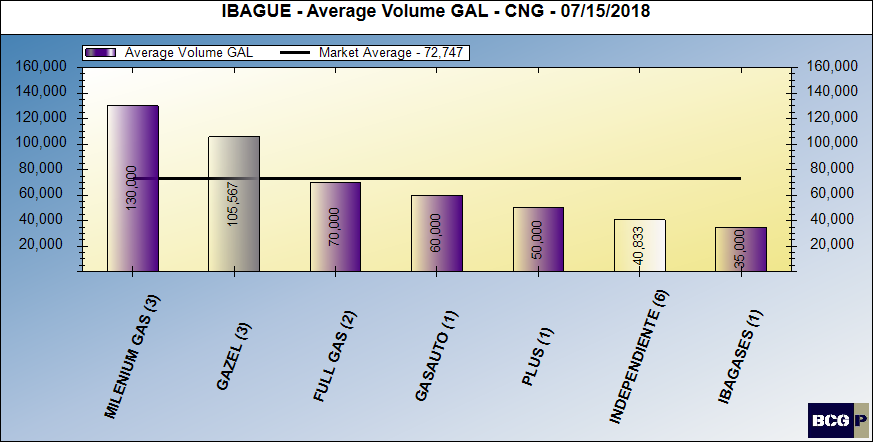 IBAGUE - Average Volume GAL - CNG - 07/15/2018
Average Volume GAL
Market Average - 72,747
160,000
160,000
140,000
140,000
120,000
120,000
100,000
100,000
80,000
80,000
60,000
60,000
40,000
40,000
20,000
20,000
130,000
105,567
70,000
60,000
50,000
40,833
35,000
MILENIUM GAS (3)
GAZEL (3)
FULL GAS (2)
GASAUTO (1)
PLUS (1)
INDEPENDIENTE (6)
IBAGASES (1)
BCG P